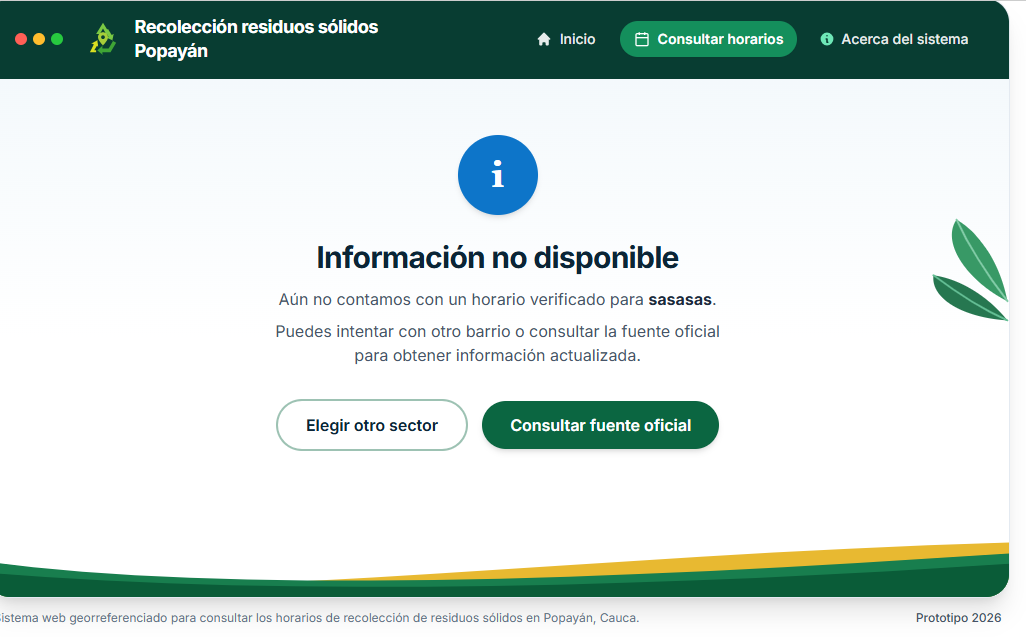 Recolección residuos sólidos
Popayán
Inicio
Consultar horarios
Acerca del sistema
i
Información no disponible
Aún no contamos con un horario verificado para sasasas.
Puedes intentar con otro barrio o consultar la fuente oficial
para obtener información actualizada.
Elegir otro sector
Consultar fuente oficial
istema web georreferenciado para consultar los horarios de recolección de residuos sólidos en Popayán, Cauca.
Prototipo 2026